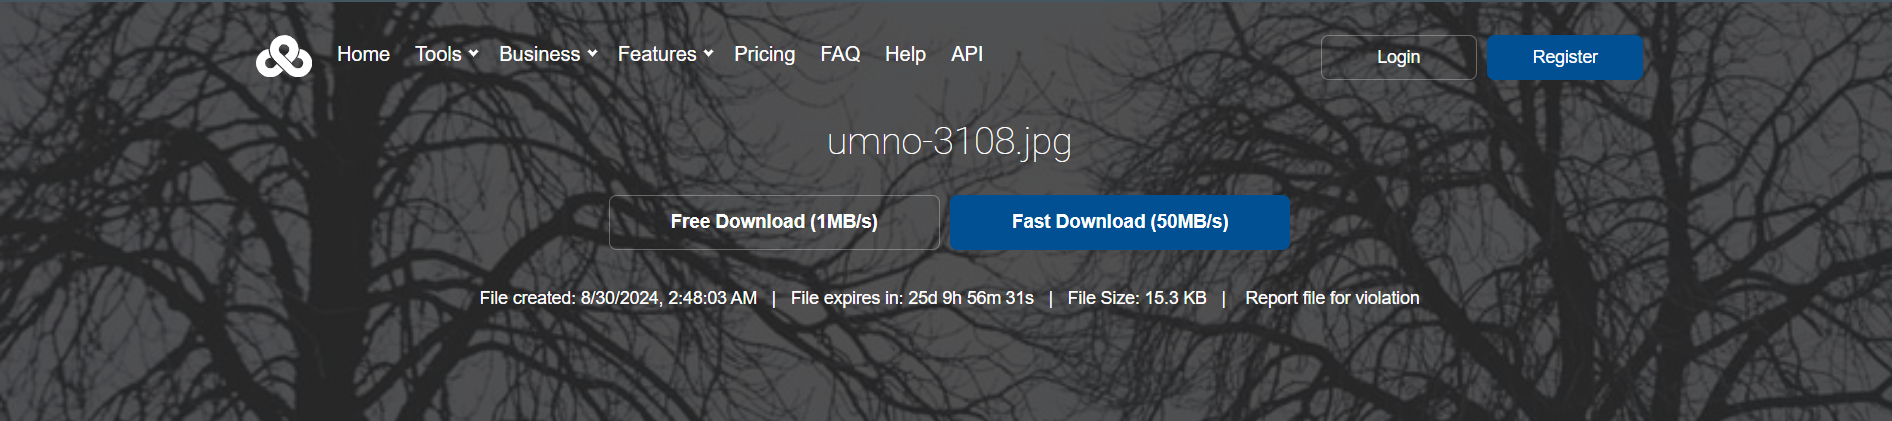 Home Tools Business Features Pricing FAQ Help API Login Register
umno-3108.jpg
Free Download (1MB/s) Fast Download (50MB/s)
File created: 8/30/2024, 2:48:03 AM | File expires in: 25d 9h 56m 31s | File Size: 15.3 KB | Report file for violation